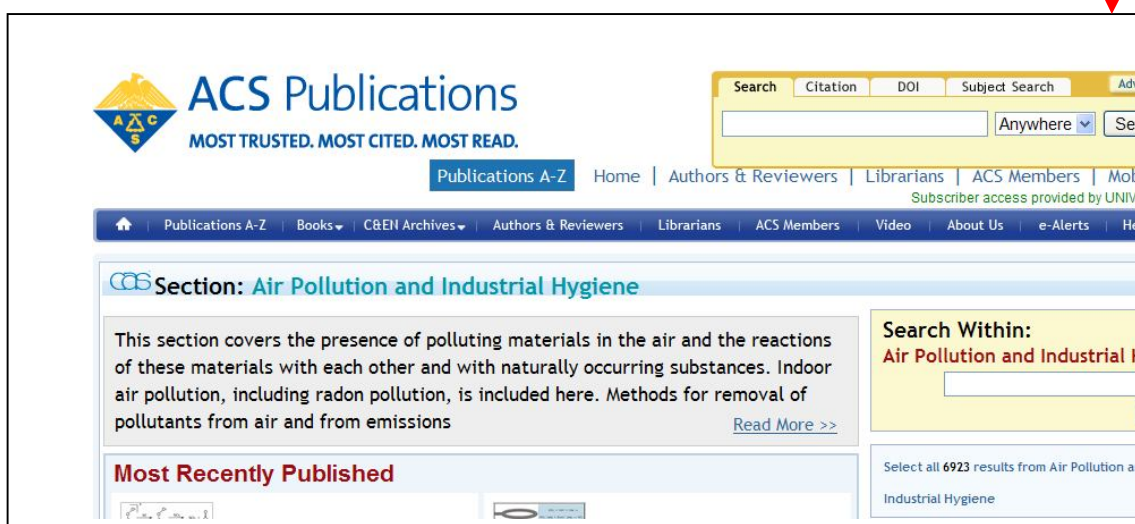 ACS Publications
MOST TRUSTED. MOST CITED. MOST READ.
A C S
Search Citation DOI Subject Search
Anywhere
Publications A-Z Home | Authors & Reviewers | Librarians | ACS Members |
Subscriber access provided by
Publications A-Z | Books | C&EN Archives | Authors & Reviewers | Librarians | ACS Members | Video | About Us | e-Alerts |
CAS Section: Air Pollution and Industrial Hygiene
This section covers the presence of polluting materials in the air and the reactions
of these materials with each other and with naturally occurring substances. Indoor
air pollution, including radon pollution, is included here. Methods for removal of
pollutants from air and from emissions Read More >>
Search Within:
Air Pollution and Industrial
Most Recently Published
Select all 6923 results from Air Pollution
Industrial Hygiene